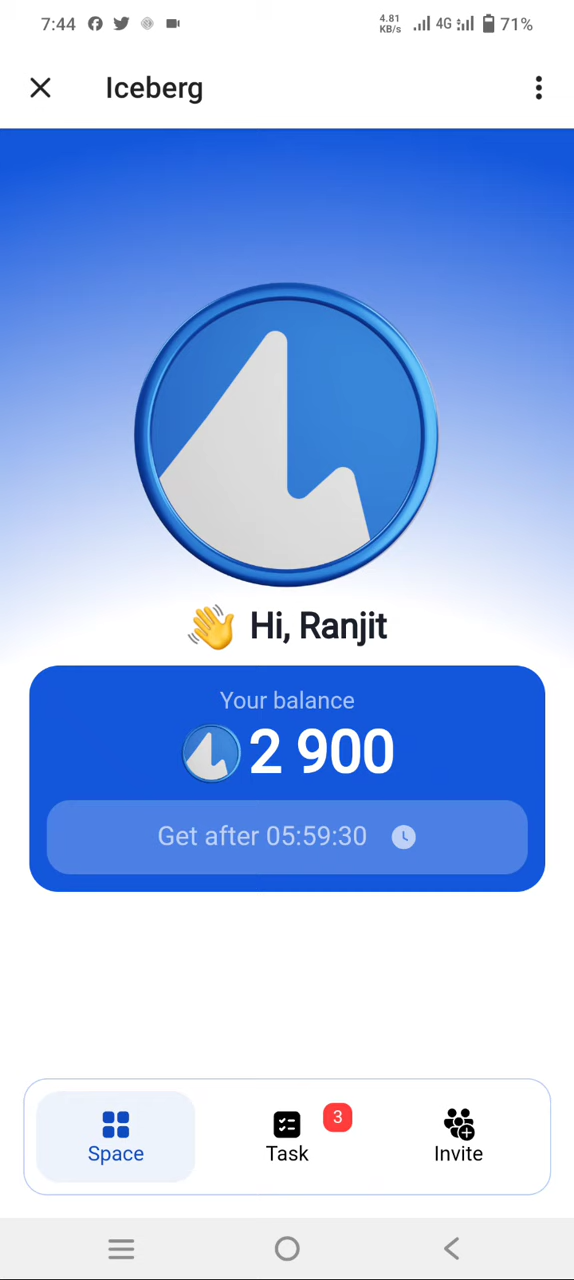 7:44 4.81 KB/s 4G 71%
Iceberg
Hi, Ranjit
Your balance
2 900
Get after 05:59:30
3
Space Task Invite